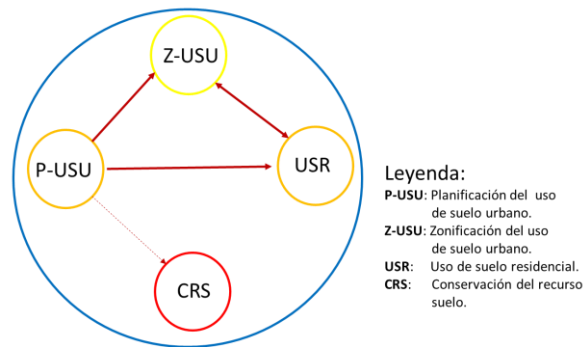 Z-USU
P-USU
USR
CRS
Leyenda:
P-USU: Planificación del uso
de suelo urbano.
Z-USU: Zonificación del uso
de suelo urbano.
USR: Uso de suelo residencial.
CRS: Conservación del recurso
suelo.